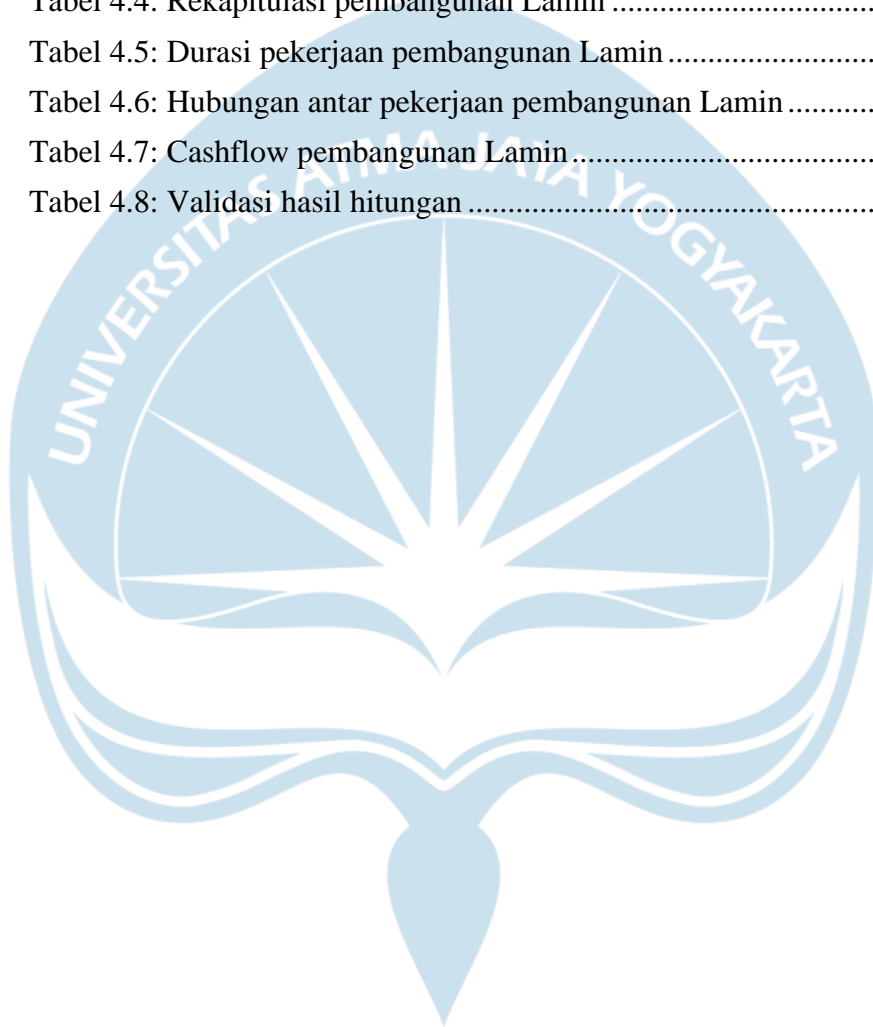 Tabel 4.4: Rekapitulasi pembangunan Lamin ..................................
Tabel 4.5: Durasi pekerjaan pembangunan Lamin ..........................
Tabel 4.6: Hubungan antar pekerjaan pembangunan Lamin ...........
Tabel 4.7: Cashflow pembangunan Lamin.......................................
Tabel 4.8: Validasi hasil hitungan ....................................................
UNIVERSITAS ATMA JAYA YOGYAKARTA